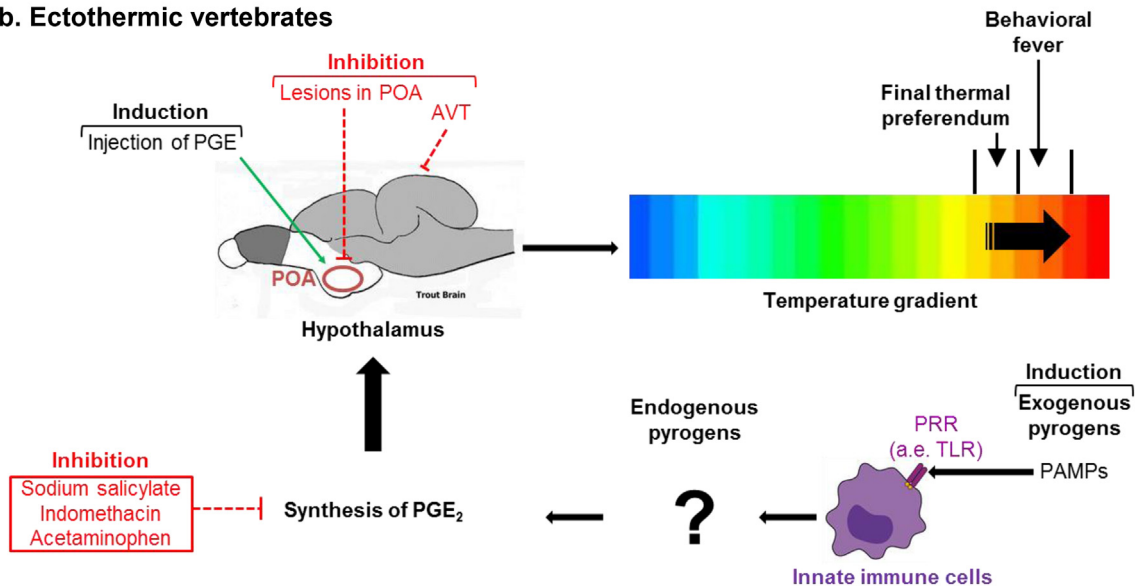 b. Ectothermic vertebrates
Behavioral
fever
Final thermal
preferendum
Inhibition
Lesions in POA
AVT
Induction
Injection of PGE
POA
Trout Brain
Hypothalamus
Temperature gradient
Induction
Exogenous
pyrogens
PAMPs
PRR
(a.e. TLR)
Innate immune cells
Endogenous
pyrogens
?
Synthesis of PGE₂
Inhibition
Sodium salicylate
Indomethacin
Acetaminophen